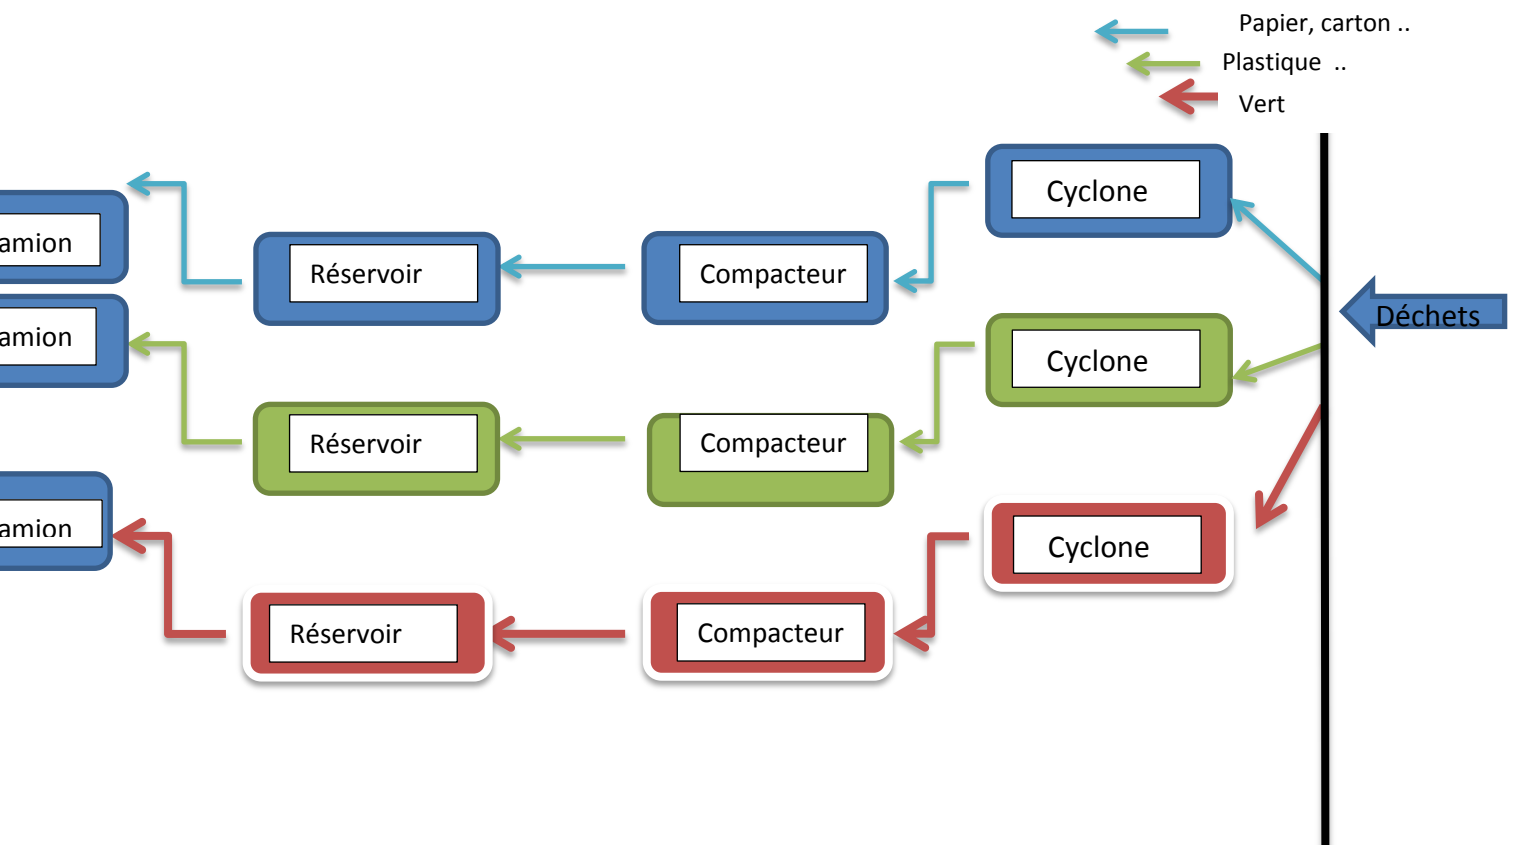 Papier, carton ..
Plastique ..
Vert
Cyclone
amion
Réservoir
Compacteur
Déchets
amion
Cyclone
Réservoir
Compacteur
amion
Cyclone
Réservoir
Compacteur